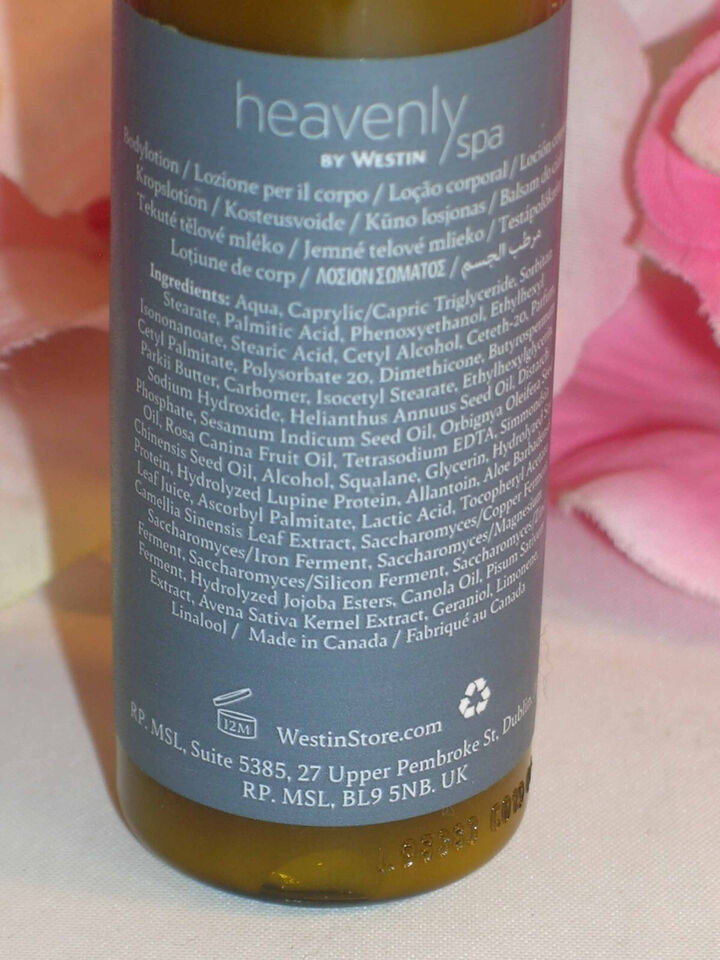 heavenly
BY WESTIN /spa
Bodylotion / Lozione per il corpo / Loção corporal / Loción
Kropslotion / Kosteusvoide / Kūno losjonas / Balsam do
Tekuté tělové mléko / Jemné telové mlieko /
Loțiune de corp / ΛΟΣΙΟΝ ΣΩΜΑΤΟΣ / مرطب الجسم
Ingredients: Aqua, Caprylic/Capric Triglyceride, Sorbitan
Stearate, Palmitic Acid, Phenoxyethanol, Ethylhexyl
Isononanoate, Stearic Acid, Cetyl Alcohol, Ceteth-20, Parfum,
Cetyl Palmitate, Polysorbate 20, Dimethicone, Butyrospermum
Parkii Butter, Carbomer, Isocetyl Stearate, Ethylhexylglycerin,
Sodium Hydroxide, Helianthus Annuus Seed Oil, Distarch
Phosphate, Sesamum Indicum Seed Oil, Orbignya Oleifera Seed
Oil, Rosa Canina Fruit Oil, Tetrasodium EDTA, Simmondsia
Chinensis Seed Oil, Alcohol, Squalane, Glycerin, Hydrolyzed
Protein, Hydrolyzed Lupine Protein, Allantoin, Aloe Barbadensis
Leaf Juice, Ascorbyl Palmitate, Lactic Acid, Tocopheryl Acetate,
Camellia Sinensis Leaf Extract, Saccharomyces/Copper Ferment,
Saccharomyces/Iron Ferment, Saccharomyces/Magnesium
Ferment, Saccharomyces/Silicon Ferment, Saccharomyces/Zinc
Ferment, Hydrolyzed Jojoba Esters, Canola Oil, Pisum Sativum
Extract, Avena Sativa Kernel Extract, Geraniol, Limonene,
Linalool / Made in Canada / Fabriqué au Canada
12M WestinStore.com
RP. MSL, Suite 5385, 27 Upper Pembroke St, Dublin
RP. MSL, BL9 5NB. UK